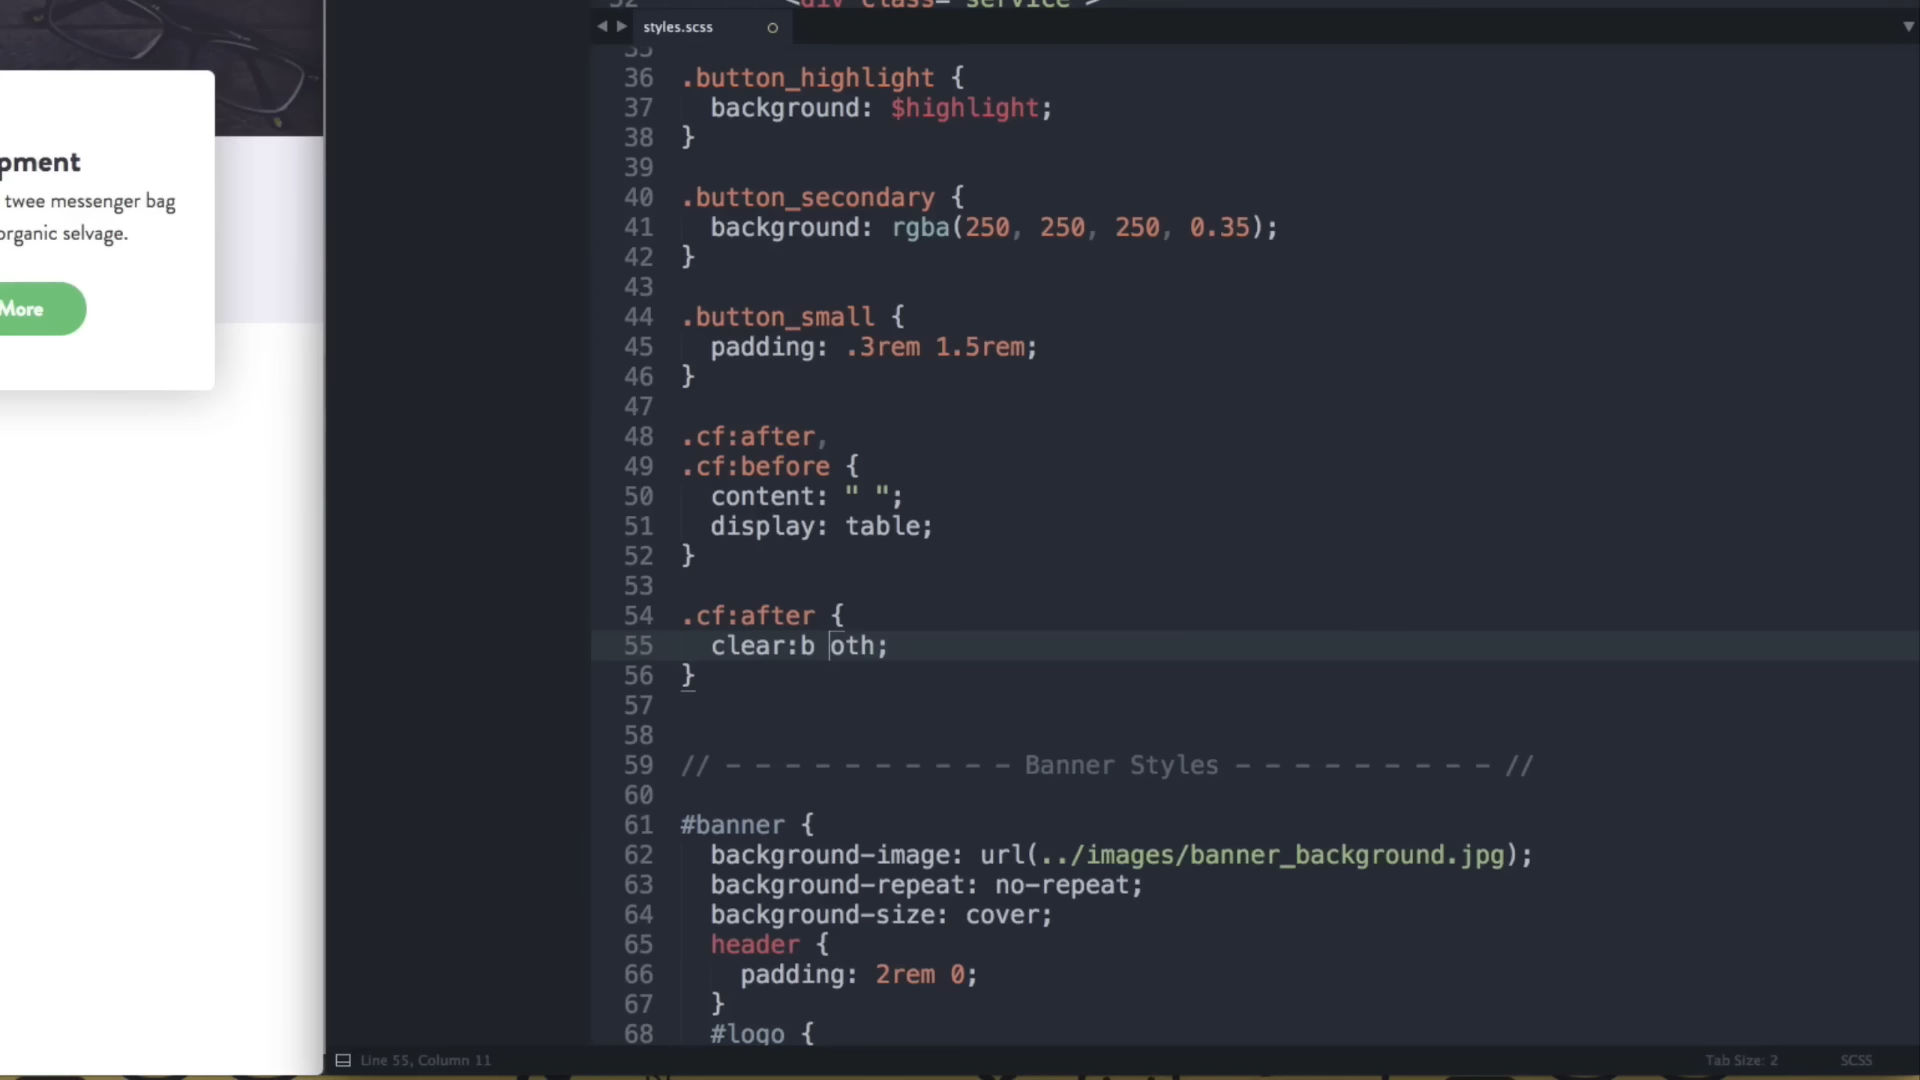 <div class="service">
styles.scss
35
36 .button_highlight {
37 background: $highlight;
38 }
39
40 .button_secondary {
41 background: rgba(250, 250, 250, 0.35);
42 }
43
44 .button_small {
45 padding: .3rem 1.5rem;
46 }
47
48 .cf:after,
49 .cf:before {
50 content: " ";
51 display: table;
52 }
53
54 .cf:after {
55 clear:b oth;
56 }
57
58
59 // - - - - - - - - - - Banner Styles - - - - - - - - - //
60
61 #banner {
62 background-image: url(../images/banner_background.jpg);
63 background-repeat: no-repeat;
64 background-size: cover;
65 header {
66 padding: 2rem 0;
67 }
68 #logo {
pment
twee messenger bag
organic selvage.
More
Line 55, Column 11
Tab Size: 2
SCSS